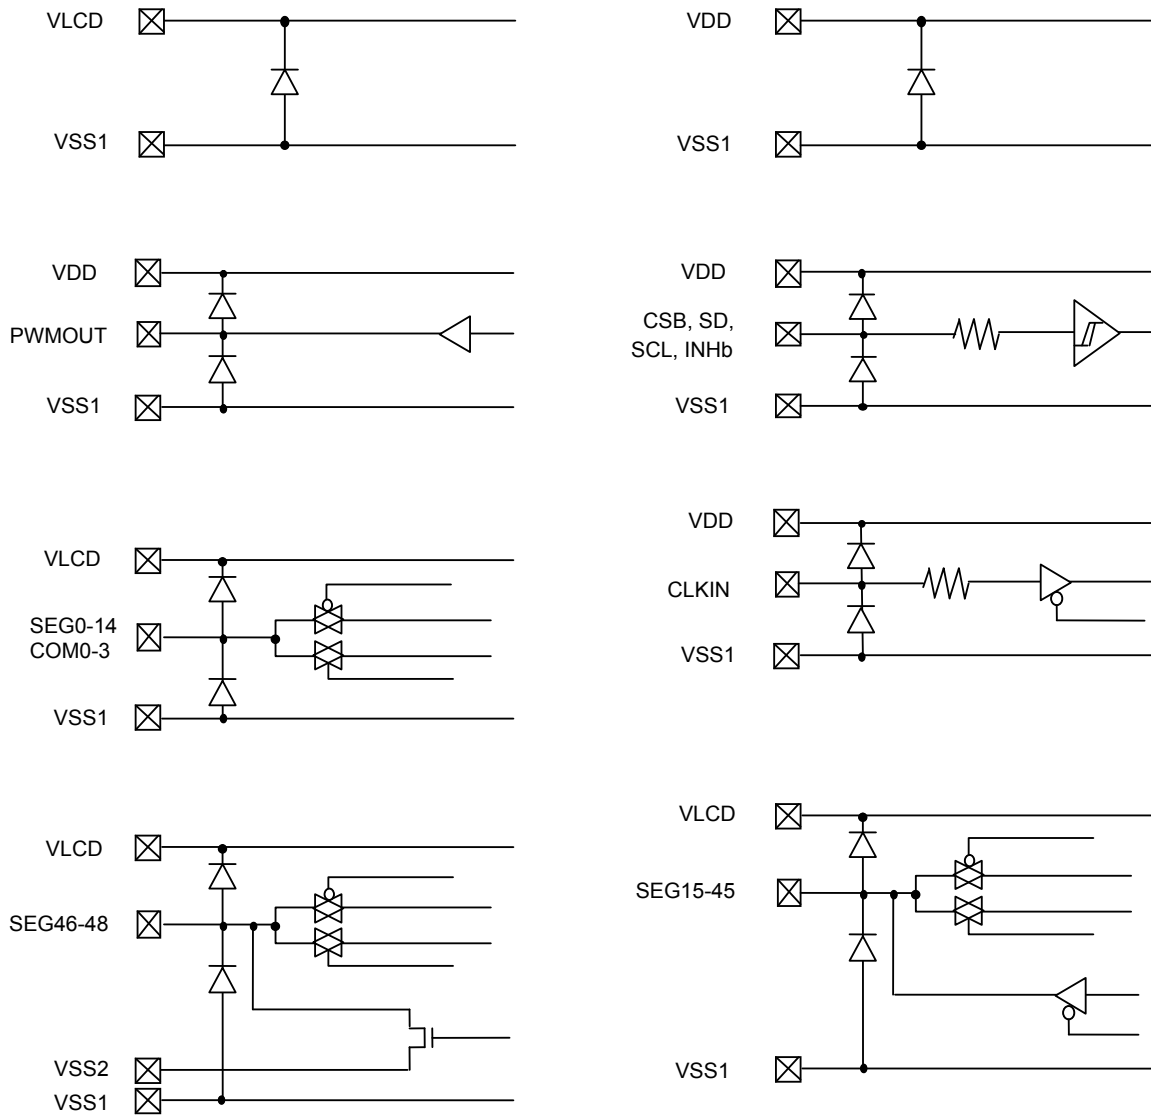 VLCD
VSS1
VDD
VSS1
VDD
PWMOUT
VSS1
VDD
CSB, SD,
SCL, INHb
VSS1
VLCD
SEG0-14
COM0-3
VSS1
VDD
CLKIN
VSS1
VLCD
SEG46-48
VSS2
VSS1
VLCD
SEG15-45
VSS1